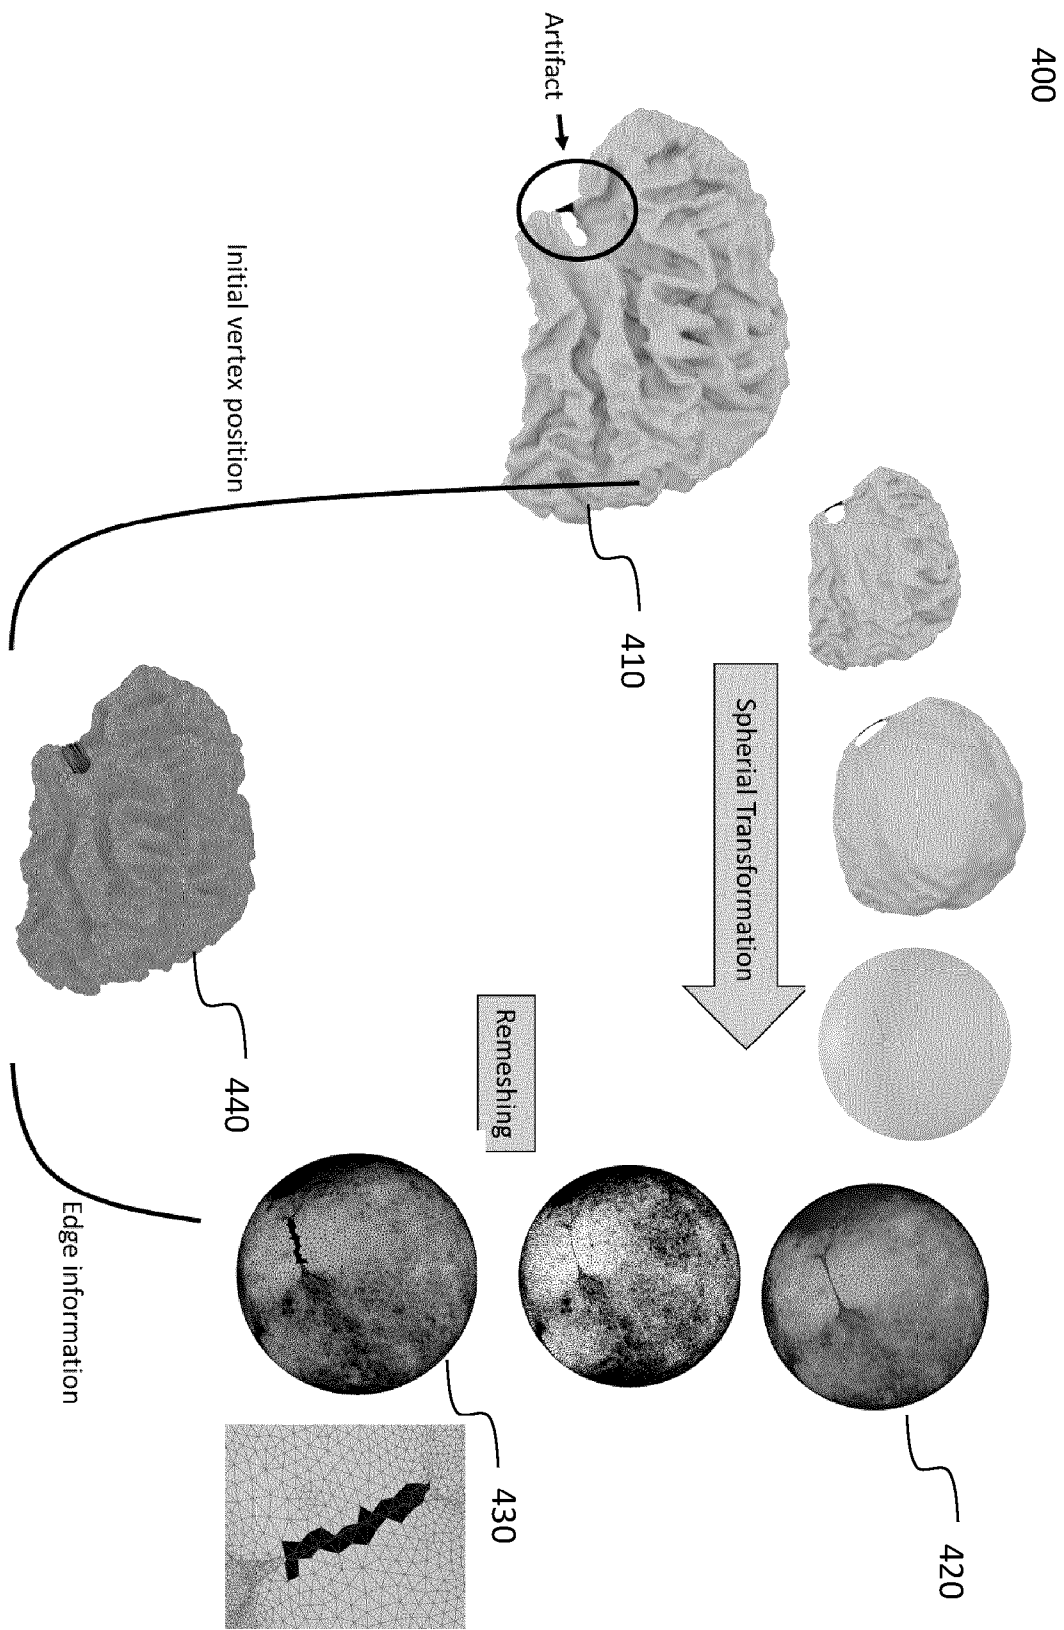 400
Artifact
410
Spherial Transformation
420
Remeshing
430
Initial vertex position
440
Edge information